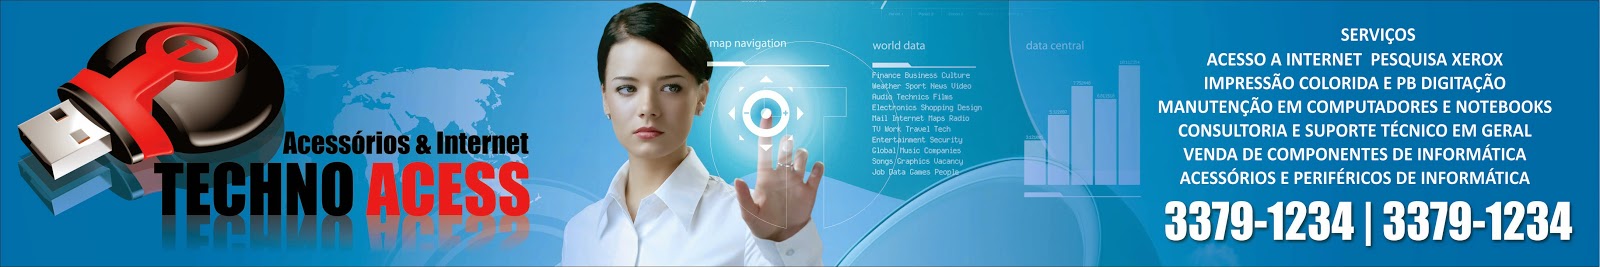 Acessórios & Internet
TECHNO ACESS
map navigation
world data
Finance Business Culture
Weather Sport News Video
Audio Technics Films
Electronics Shopping Design
Mail Internet Maps Radio
TV Work Travel Tech
Entertainment Security
Global Music Companies
Songs Graphics Vacancy
Job Data Games People
data central
SERVIÇOS
ACESSO A INTERNET PESQUISA XEROX
IMPRESSÃO COLORIDA E PB DIGITAÇÃO
MANUTENÇÃO EM COMPUTADORES E NOTEBOOKS
CONSULTORIA E SUPORTE TÉCNICO EM GERAL
VENDA DE COMPONENTES DE INFORMÁTICA
ACESSÓRIOS E PERIFÉRICOS DE INFORMÁTICA
3379-1234 | 3379-1234